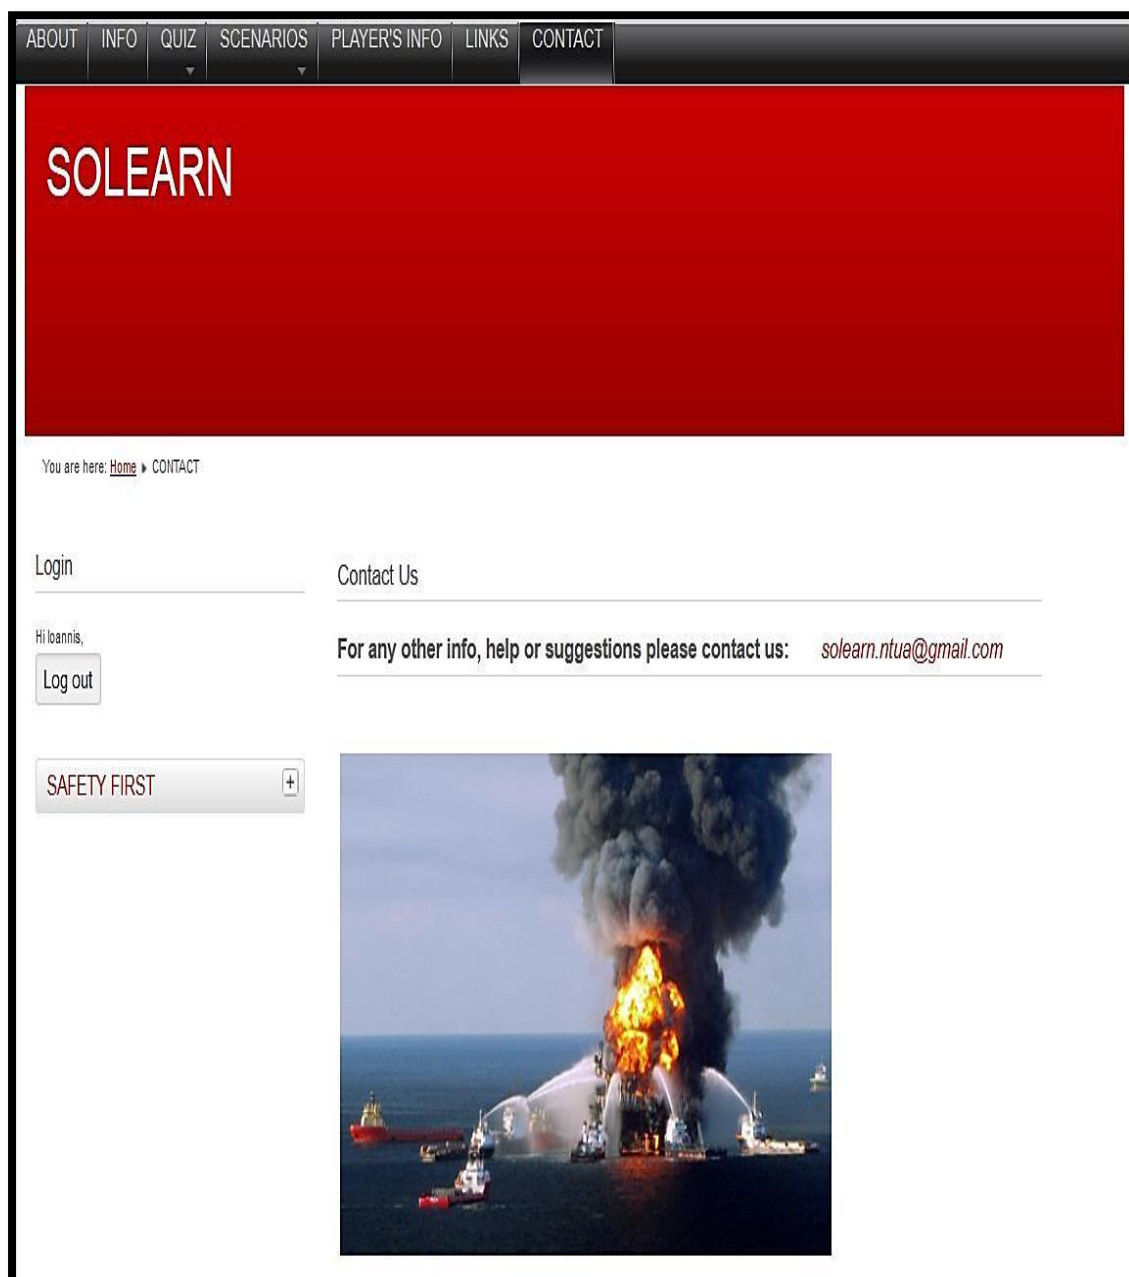 ABOUT INFO QUIZ SCENARIOS PLAYER'S INFO LINKS CONTACT
SOLEARN
You are here: Home CONTACT
Login
Hi Ioannis,
Log out
SAFETY FIRST
Contact Us
For any other info, help or suggestions please contact us: solearn.ntua@gmail.com